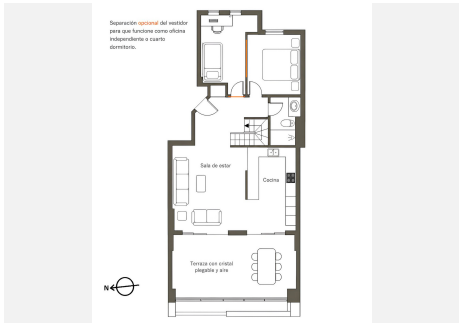 Separación opcional del vestidor
para que funcione como oficina
independiente o cuarto
dormitorio.
Sala de estar
Cocina
Terraza con cristal
plegable y aire
N